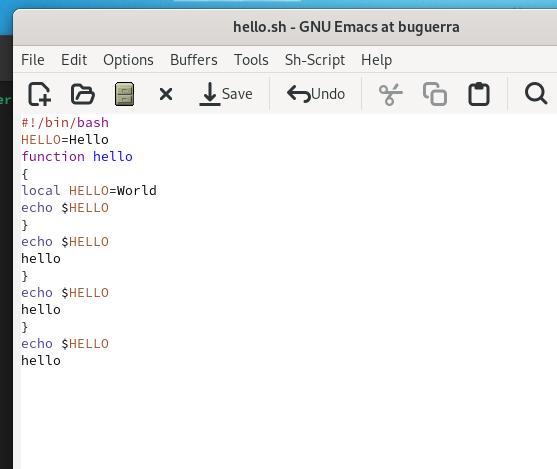 hello.sh - GNU Emacs at buguerra
File Edit Options Buffers Tools Sh-Script Help
Save Undo
#!/bin/bash
HELLO=Hello
function hello
{
local HELLO=World
echo $HELLO
}
echo $HELLO
hello
}
echo $HELLO
hello
}
echo $HELLO
hello